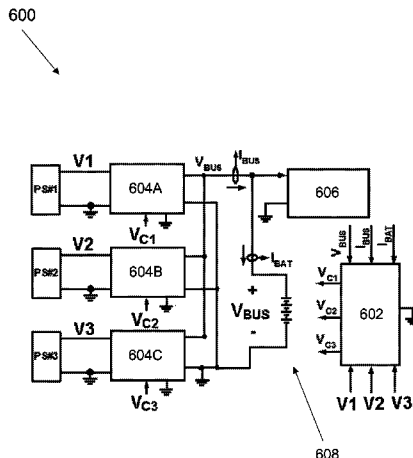 600
V1
PS#1
604A
VC1
VBUS
IBUS
606
V2
PS#2
604B
VC2
IBAT
+
VBUS
-
V3
PS#3
604C
VC3
VBUS
IBUS
IBAT
VC1
VC2
VC3
602
V1 V2 V3
608